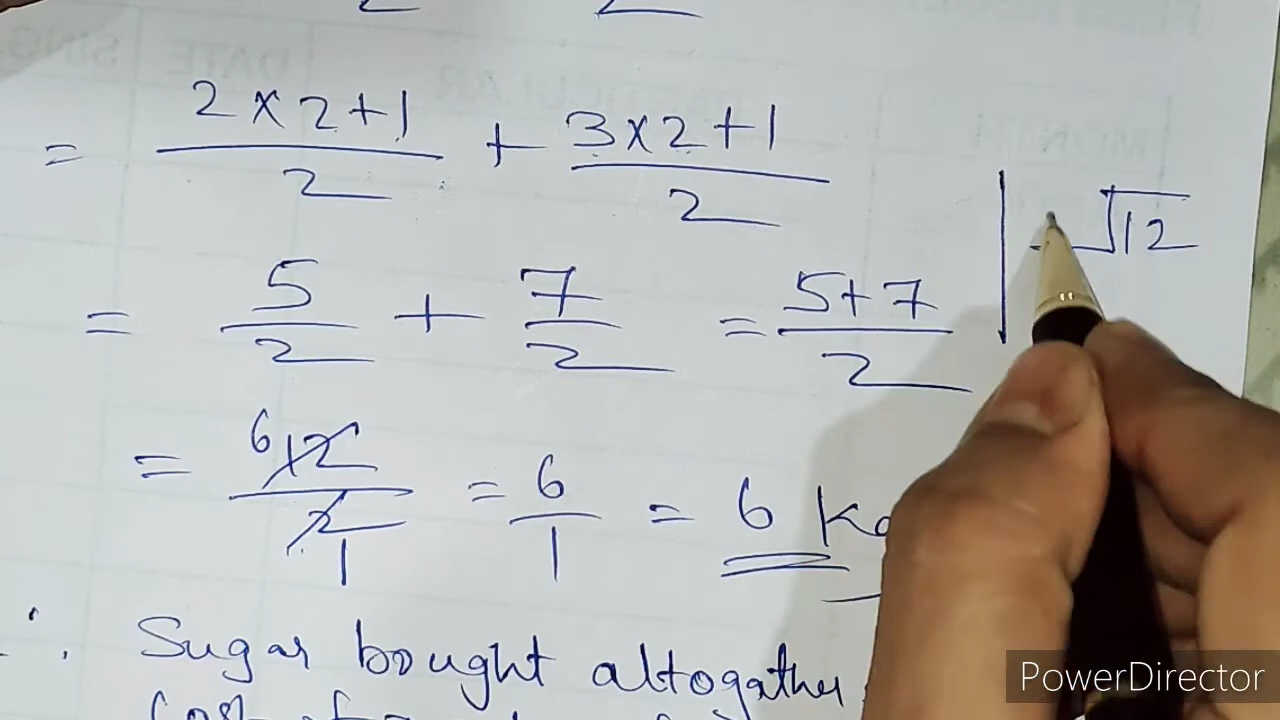 = 2 x 2 + 1 / 2 + 3 x 2 + 1 / 2
= 5/2 + 7/2 = 5+7/2
12
= 6 12/2 1 = 6/1 = 6 Kg
∴ Sugar bought altogather
PowerDirector